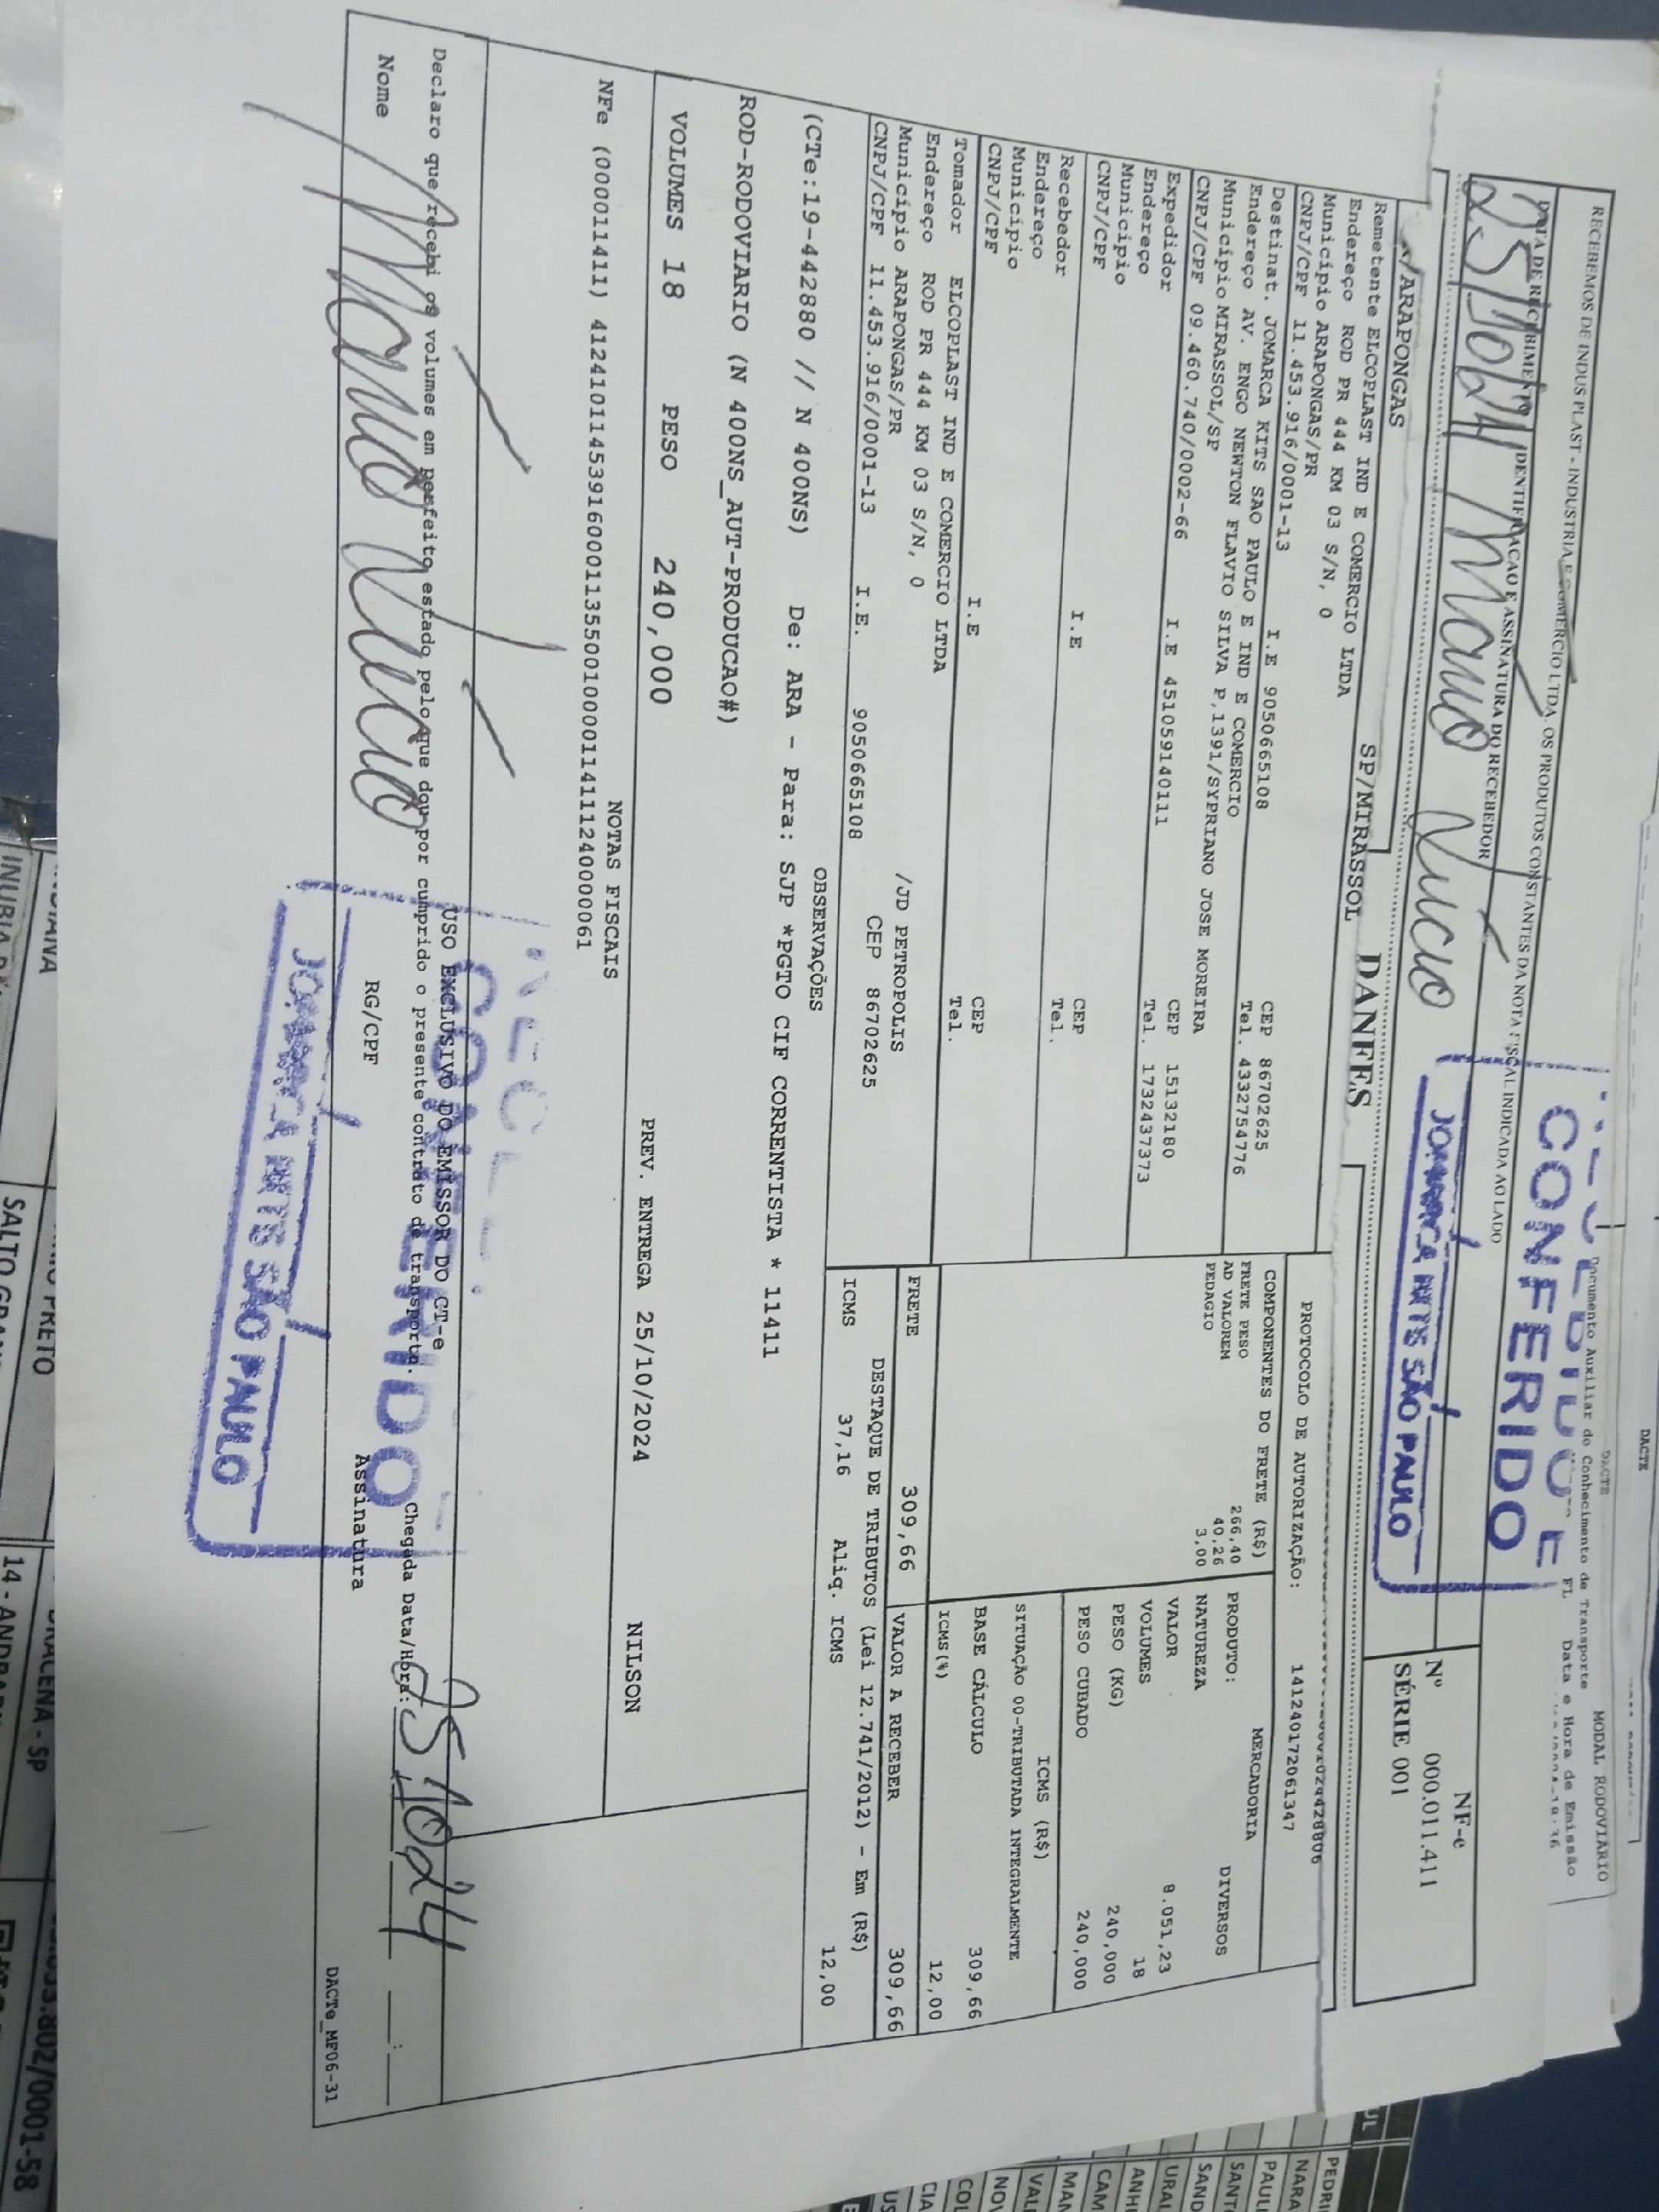 DACTE
DACTE
MODAL RODOVIÁRIO
Documento Auxiliar do Conhecimento de Transporte
FL Data e Hora de Emissão
RECEBEMOS DE INDUS PLAST - INDUSTRIA E COMERCIO LTDA. OS PRODUTOS CONSTANTES DA NOTA FISCAL INDICADA AO LADO
DATA DE RECEBIMENTO IDENTIFICACAO E ASSINATURA DO RECEBEDOR
25/10/24
RECEBIDO E
CONFERIDO
JOMARCA KITS SÃO PAULO
NF-e
Nº 000.011.411
SÉRIE 001
/ARAPONGAS SP/MIRASSOL
DANFES
Remetente ELCOPLAST IND E COMERCIO LTDA
Endereço ROD PR 444 KM 03 S/N, 0
Município ARAPONGAS/PR CEP 86702625
CNPJ/CPF 11.453.916/0001-13 I.E 9050665108 Tel. 4332754776
Destinat. JOMARCA KITS SAO PAULO E IND E COMERCIO
Endereço AV. ENGO NEWTON FLAVIO SILVA P,1391/SYPRIANO JOSE MOREIRA
Município MIRASSOL/SP CEP 15132180
CNPJ/CPF 09.460.740/0002-66 I.E 451059140111 Tel. 1732437373
Expedidor
Endereço
Município CEP
CNPJ/CPF I.E Tel.
Recebedor
Endereço
Município CEP
CNPJ/CPF I.E Tel.
Tomador ELCOPLAST IND E COMERCIO LTDA
Endereço ROD PR 444 KM 03 S/N, 0 /JD PETROPOLIS
Município ARAPONGAS/PR CEP 86702625
CNPJ/CPF 11.453.916/0001-13 I.E. 9050665108
PROTOCOLO DE AUTORIZAÇÃO: 141240172061347
COMPONENTES DO FRETE (R$)
FRETE PESO 266,40
AD VALOREM 40,26
PEDAGIO 3,00
MERCADORIA
PRODUTO: DIVERSOS
NATUREZA
VALOR 8.051,23
VOLUMES 18
PESO (KG) 240,000
PESO CUBADO 240,000
ICMS (R$)
SITUAÇÃO 00-TRIBUTADA INTEGRALMENTE
BASE CÁLCULO 309,66
ICMS(%) 12,00
FRETE 309,66 VALOR A RECEBER 309,66
DESTAQUE DE TRIBUTOS (Lei 12.741/2012) - Em (R$)
ICMS 37,16 Aliq. ICMS 12,00
OBSERVAÇÕES
(CTe:19-442880 // N 400NS) De: ARA - Para: SJP *PGTO CIF CORRENTISTA * 11411
ROD-RODOVIARIO (N 400NS_AUT-PRODUCAO#)
VOLUMES 18 PESO 240,000 PREV. ENTREGA 25/10/2024 NILSON
NOTAS FISCAIS
NFe (000011411) 41241011453916000113550010000114111240000061
USO EXCLUSIVO DO EMISSOR DO CT-e
Declaro que recebi os volumes em perfeito estado pelo que dou por cumprido o presente contrato de transporte. Chegada Data/Hora: 25/10/24
Nome RG/CPF Assinatura
CONFERIDO
JOMARCA KITS SÃO PAULO
DACTe_MF06-31
SALTO GRAN
DRACENA - SP